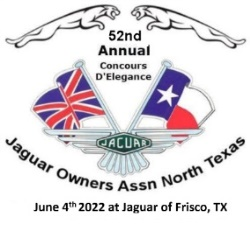 52nd
Annual
Concours
D'Elegance
JAGUAR
Jaguar Owners Assn North Texas
June 4th 2022 at Jaguar of Frisco, TX